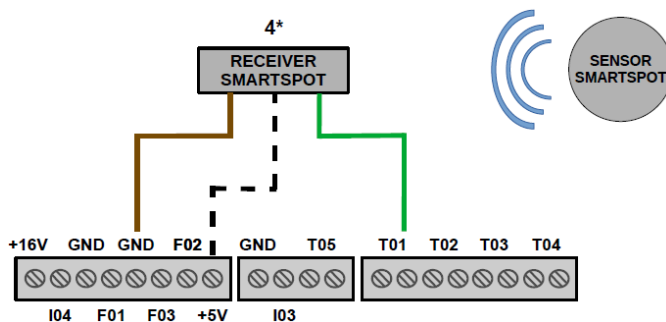 4*
RECEIVER
SMARTSPOT
SENSOR
SMARTSPOT
+16V GND GND F02 GND T05 T01 T02 T03 T04
I04 F01 F03 +5V I03